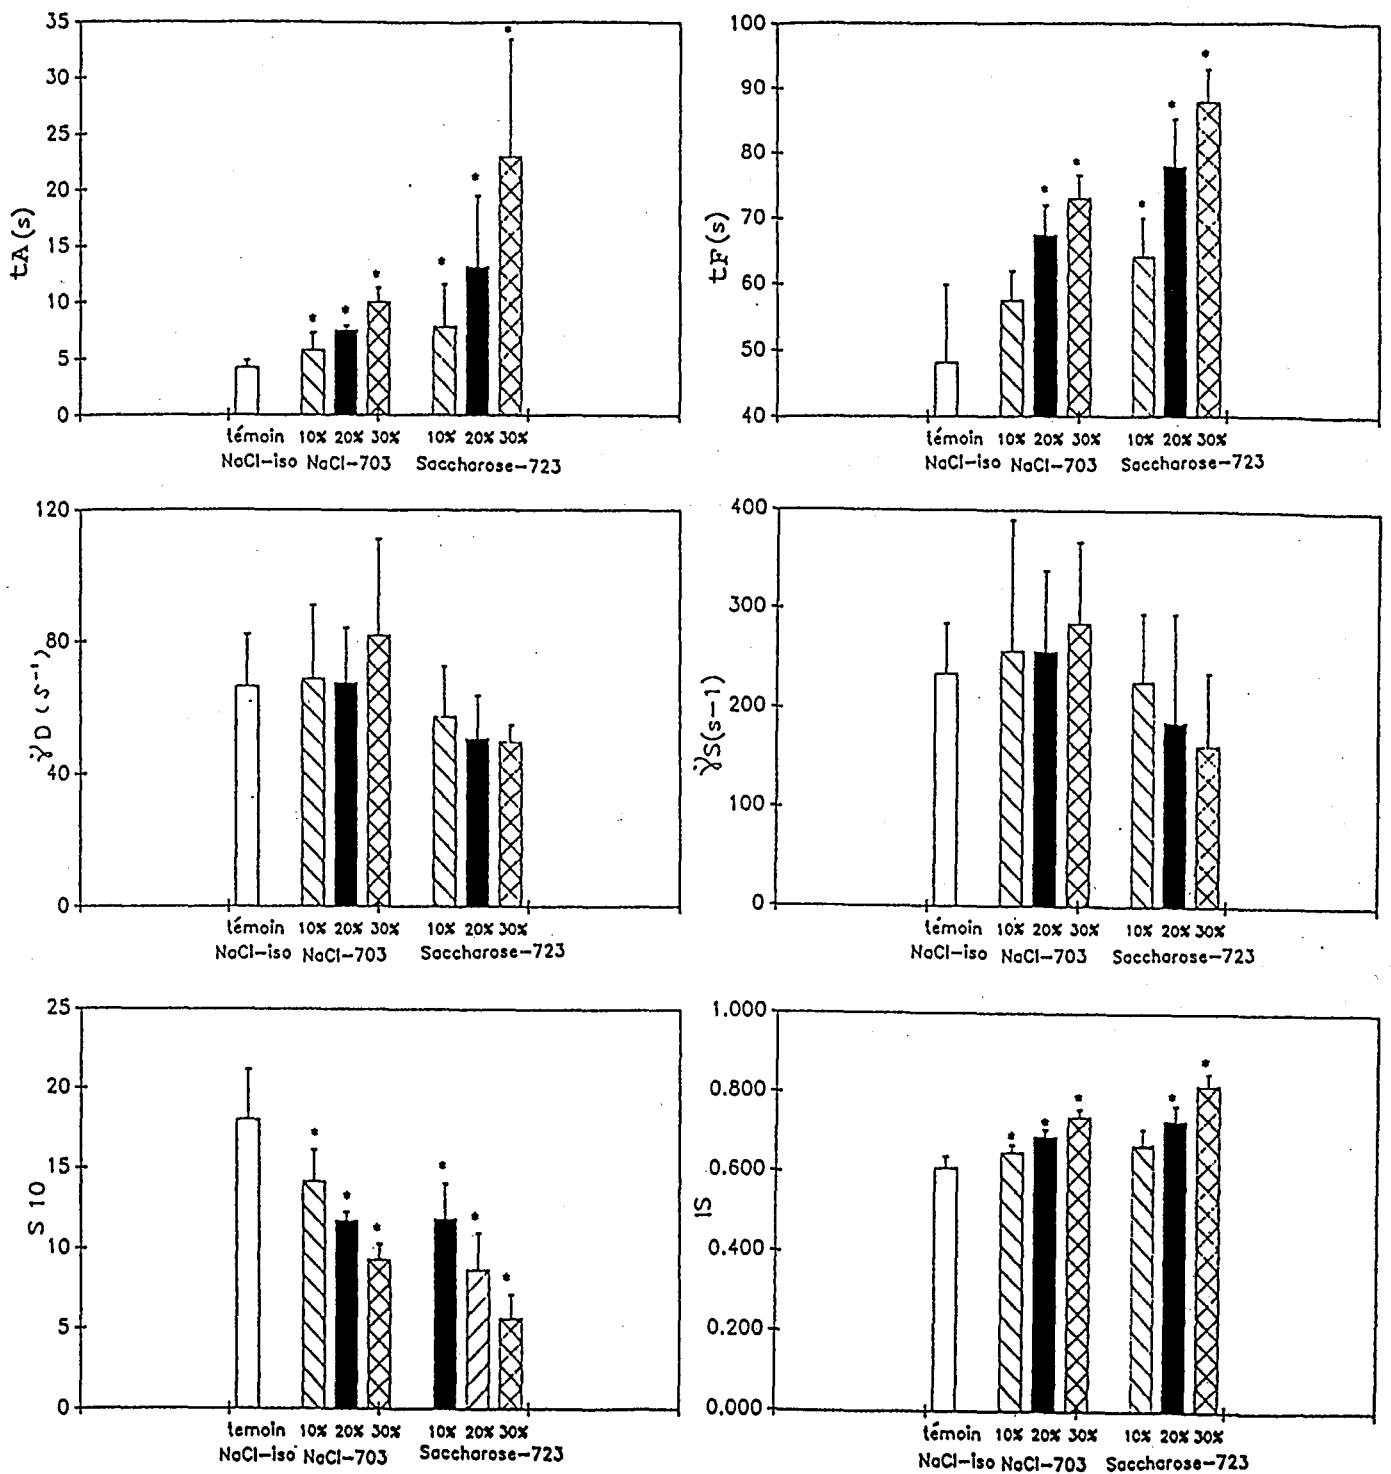 35
30
25
20
15
10
5
0
tA(s)
* * * * * *
témoin 10% 20% 30% 10% 20% 30%
NaCl-iso NaCl-703 Saccharose-723
100
90
80
70
60
50
40
tF(s)
* * * * *
témoin 10% 20% 30% 10% 20% 30%
NaCl-iso NaCl-703 Saccharose-723
120
80
40
0
γ̇D (s⁻¹)
témoin 10% 20% 30% 10% 20% 30%
NaCl-iso NaCl-703 Saccharose-723
400
300
200
100
0
γ̇S(s-1)
témoin 10% 20% 30% 10% 20% 30%
NaCl-iso NaCl-703 Saccharose-723
25
20
15
10
5
0
S 10
* * * * * *
temoin 10% 20% 30% 10% 20% 30%
NaCl-iso NaCl-703 Saccharose-723
1.000
0.800
0.600
0.400
0.200
0.000
IS
* * * * *
témoin 10% 20% 30% 10% 20% 30%
NaCl-iso NaCl-703 Saccharose-723